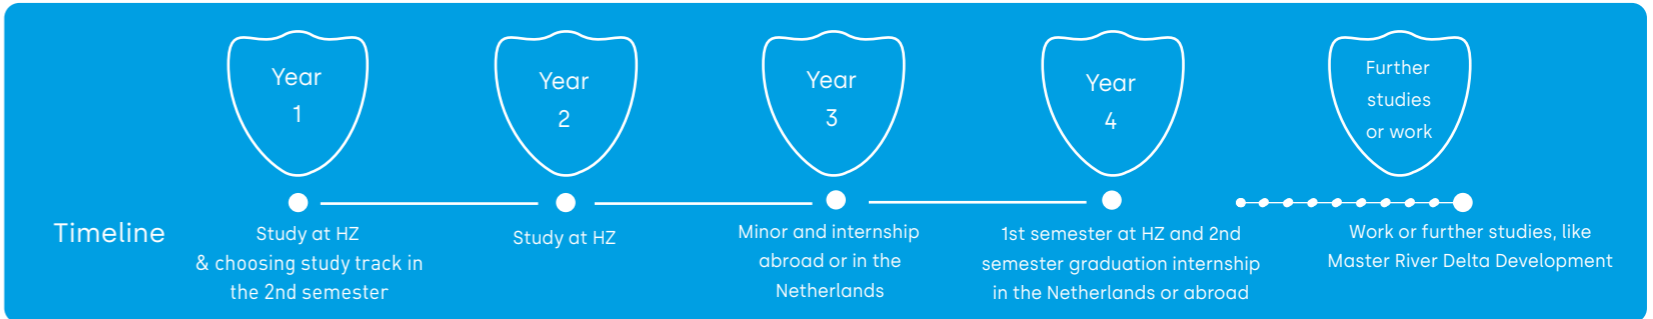 Year
1
Year
2
Year
3
Year
4
Further
studies
or work
Timeline
Study at HZ
& choosing study track in
the 2nd semester
Study at HZ
Minor and internship
abroad or in the
Netherlands
1st semester at HZ and 2nd
semester graduation internship
in the Netherlands or abroad
Work or further studies, like
Master River Delta Development